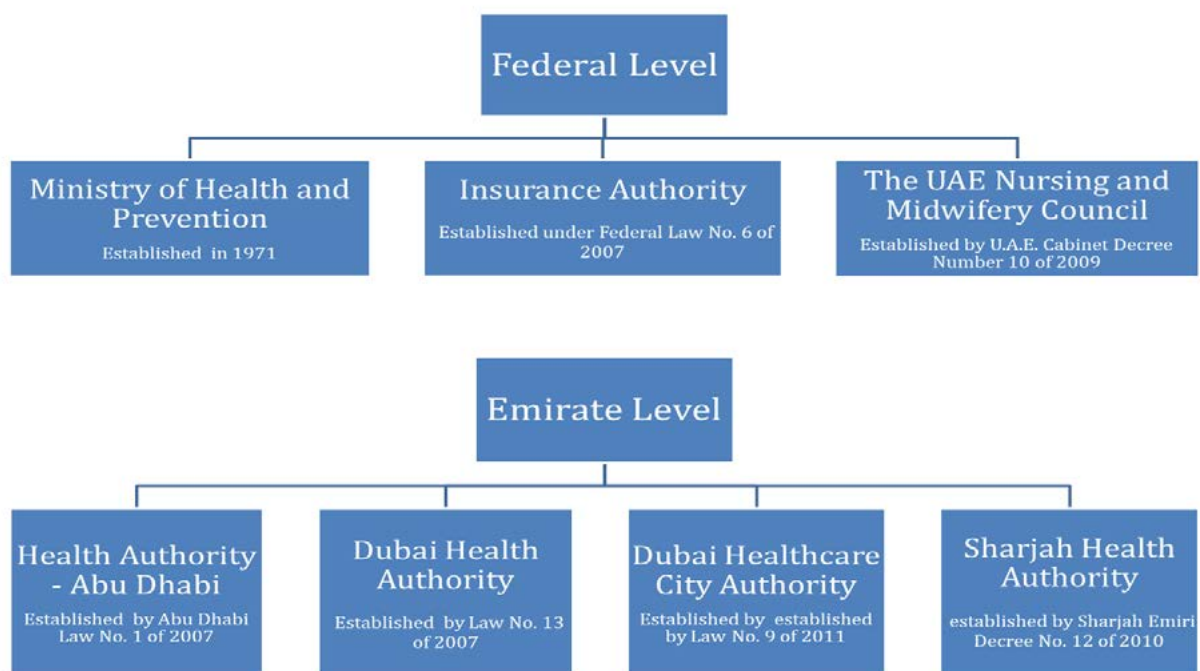 Federal Level
Ministry of Health and
Prevention
Established in 1971
Insurance Authority
Established under Federal Law No. 6 of
2007
The UAE Nursing and
Midwifery Council
Established by U.A.E. Cabinet Decree
Number 10 of 2009
Emirate Level
Health Authority
- Abu Dhabi
Established by Abu Dhabi
Law No. 1 of 2007
Dubai Health
Authority
Established by Law No. 13
of 2007
Dubai Healthcare
City Authority
Established by established
by Law No. 9 of 2011
Sharjah Health
Authority
established by Sharjah Emiri
Decree No. 12 of 2010